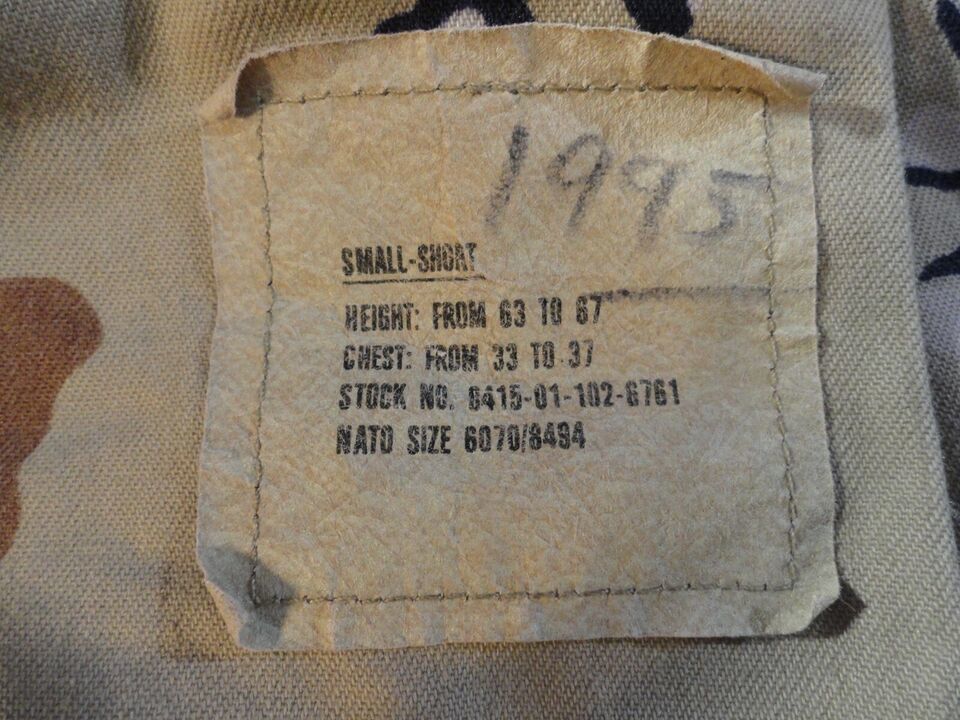 1995
SMALL-SHORT
HEIGHT: FROM 63 TO 67
CHEST: FROM 33 TO 37
STOCK NO. 8415-01-102-6761
NATO SIZE 6070/8494